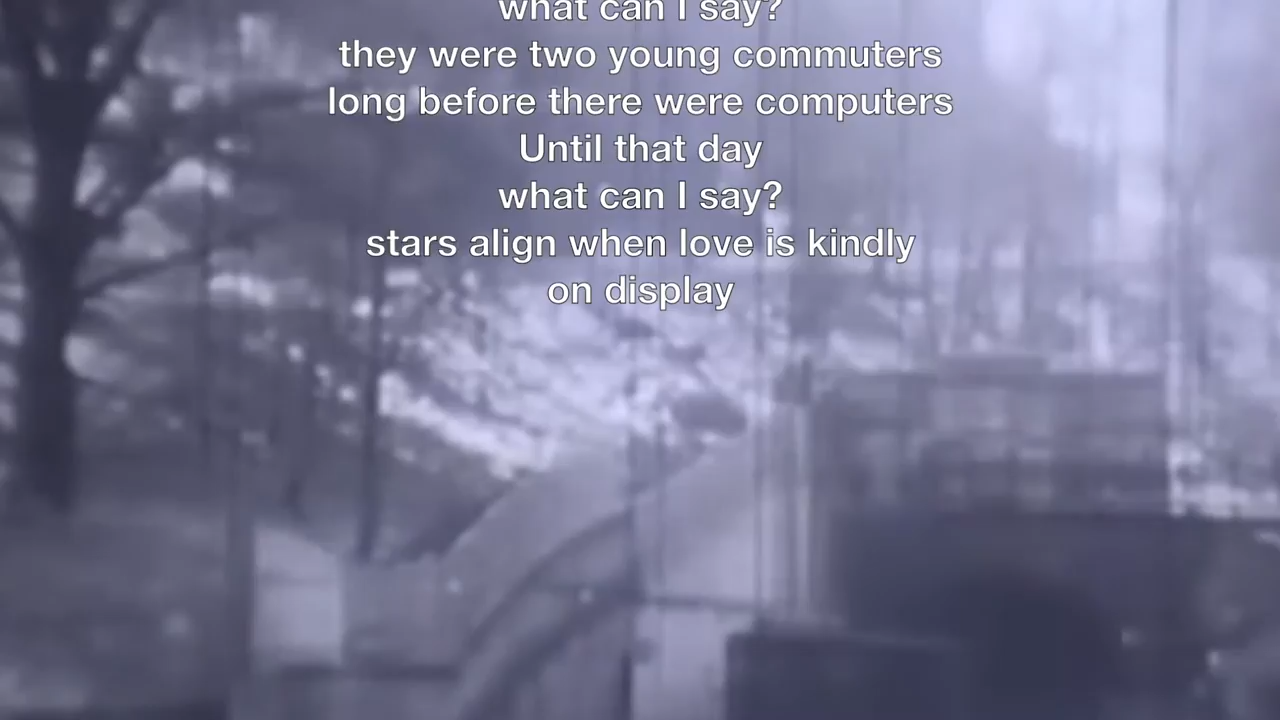 what can I say?
they were two young commuters
long before there were computers
Until that day
what can I say?
stars align when love is kindly
on display